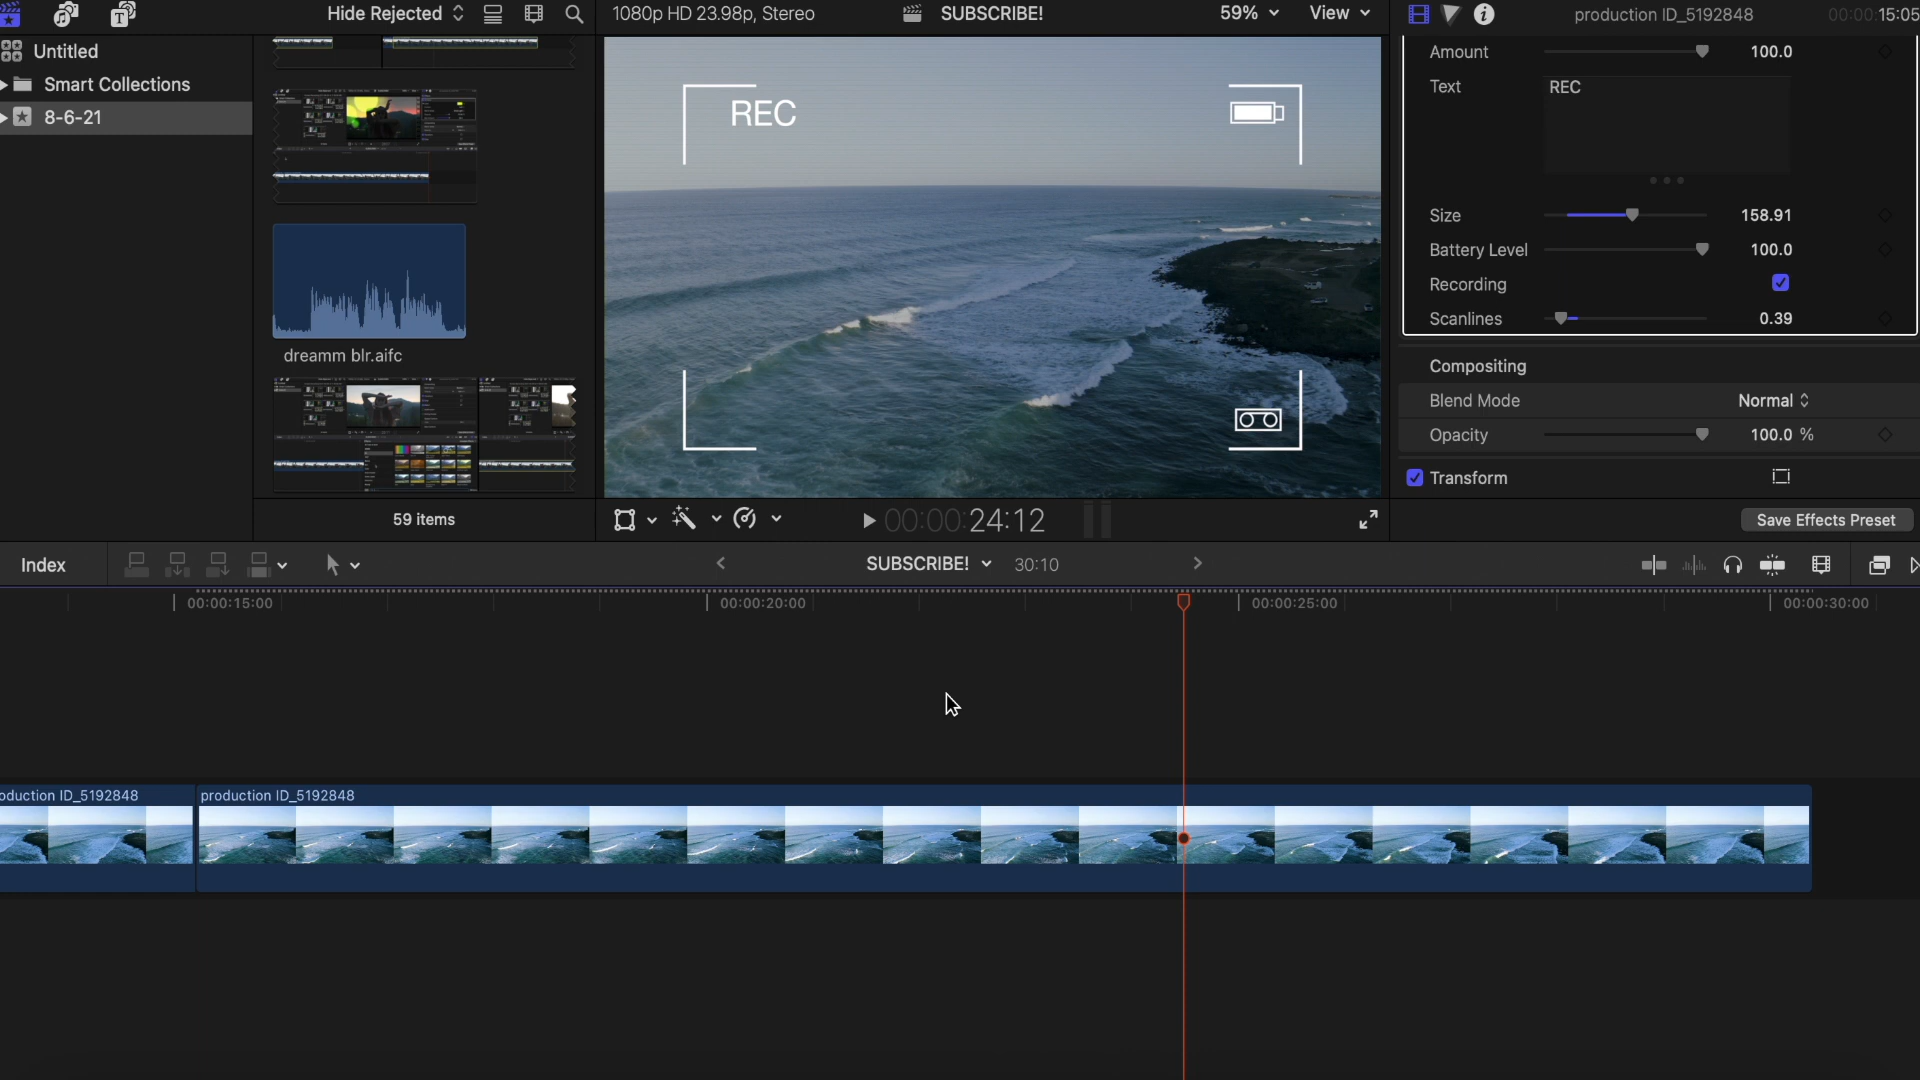 Hide Rejected
1080p HD 23.98p, Stereo
SUBSCRIBE!
59%
View
production ID_5192848
00:00:15:05
Untitled
Smart Collections
8-6-21
dreamm blr.aifc
59 items
REC
Amount 100.0
Text REC
Size 158.91
Battery Level 100.0
Recording
Scanlines 0.39
Compositing
Blend Mode Normal
Opacity 100.0 %
Transform
Save Effects Preset
00:00:24:12
Index
SUBSCRIBE! 30:10
00:00:15:00
00:00:20:00
00:00:25:00
00:00:30:00
oduction ID_5192848
production ID_5192848